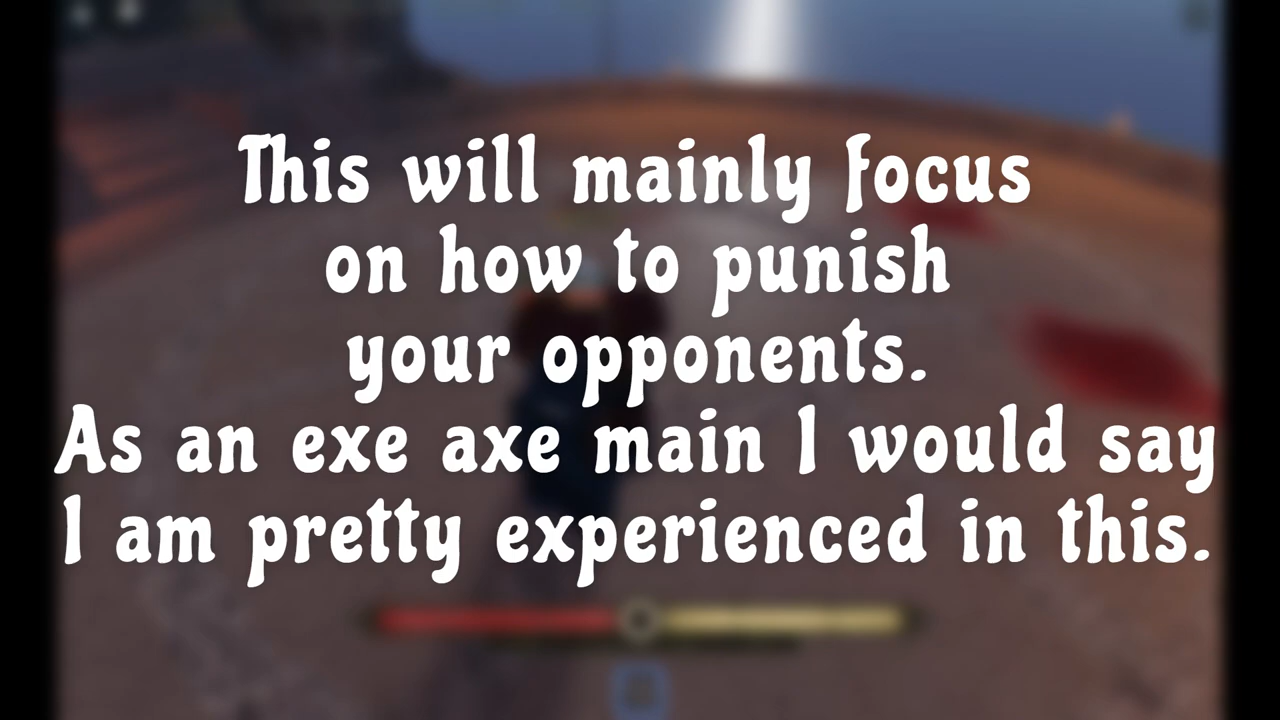 This will mainly focus
on how to punish
your opponents.
As an exe axe main I would say
I am pretty experienced in this.